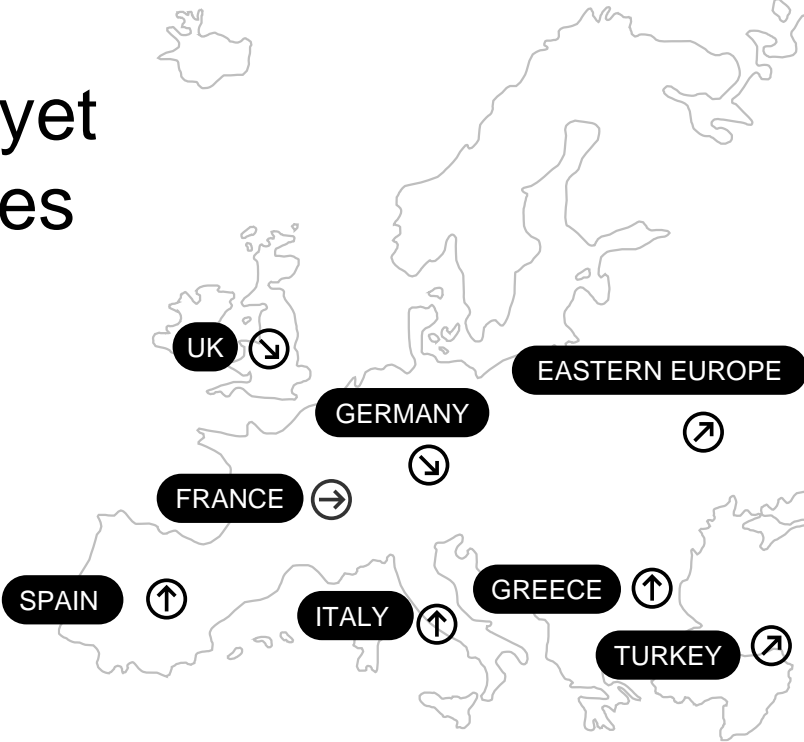 yet
es
UK
EASTERN EUROPE
GERMANY
FRANCE
SPAIN
ITALY
GREECE
TURKEY